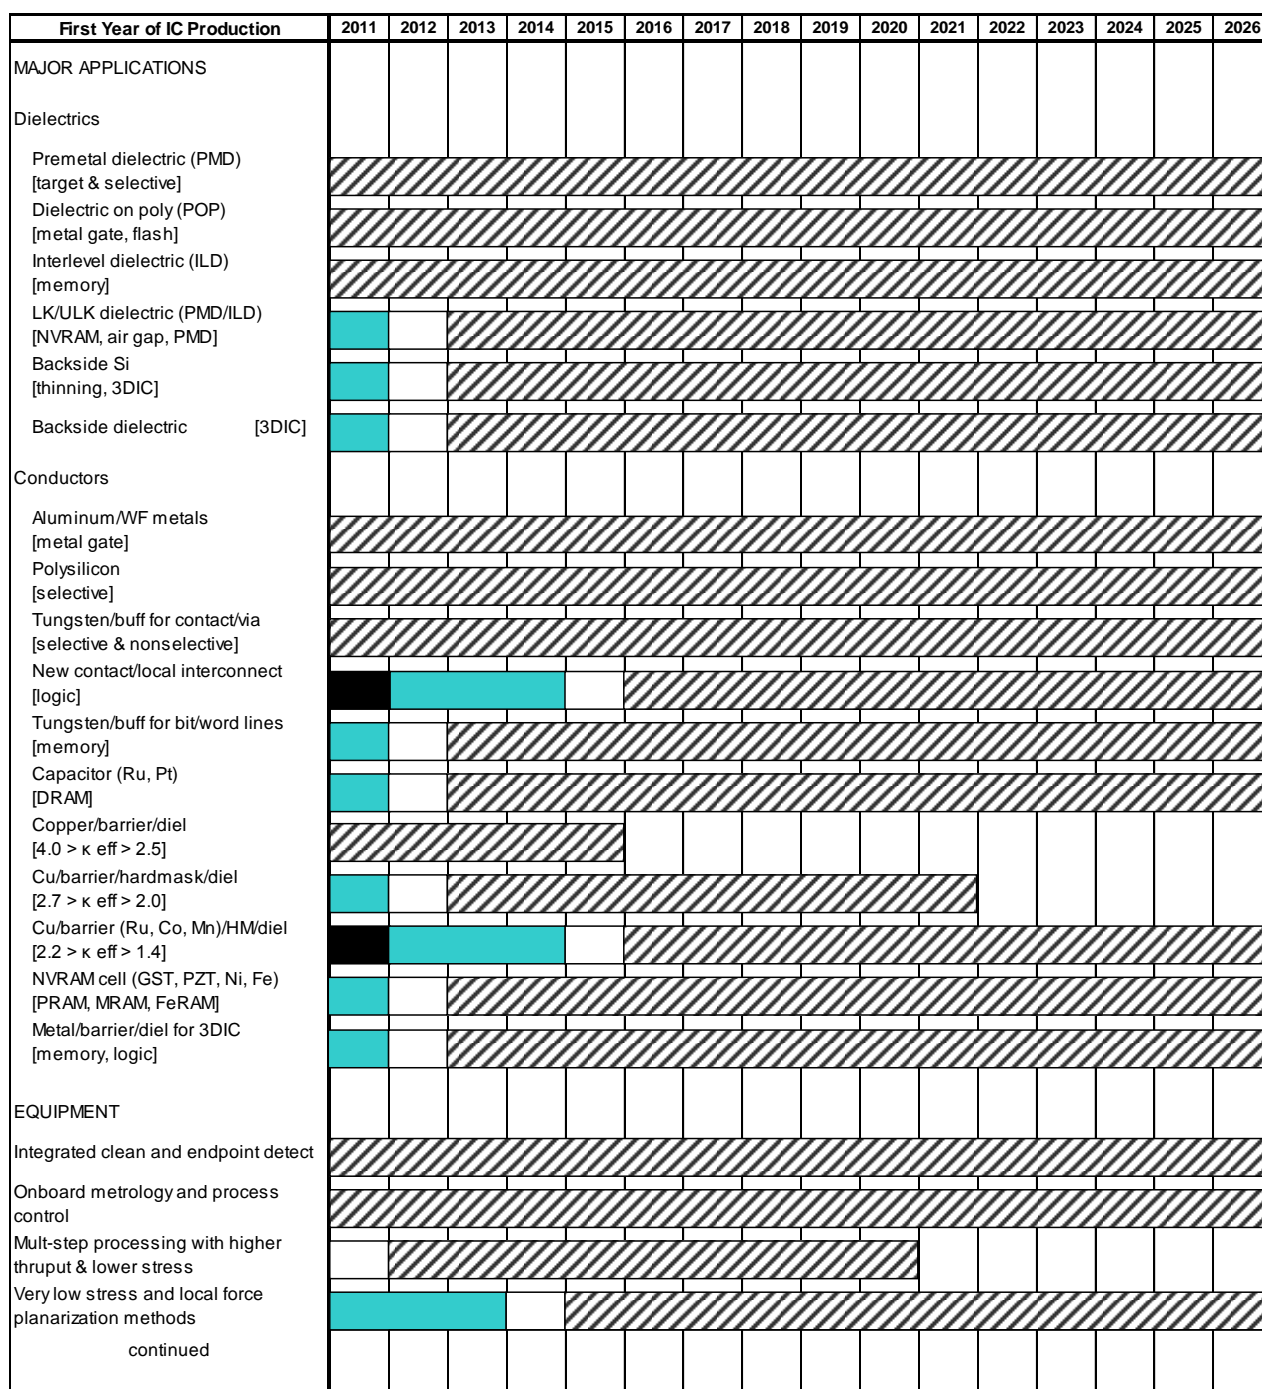 First Year of IC Production 2011 2012 2013 2014 2015 2016 2017 2018 2019 2020 2021 2022 2023 2024 2025 2026
MAJOR APPLICATIONS
Dielectrics
Premetal dielectric (PMD)
[target & selective]
Dielectric on poly (POP)
[metal gate, flash]
Interlevel dielectric (ILD)
[memory]
LK/ULK dielectric (PMD/ILD)
[NVRAM, air gap, PMD]
Backside Si
[thinning, 3DIC]
Backside dielectric [3DIC]
Conductors
Aluminum/WF metals
[metal gate]
Polysilicon
[selective]
Tungsten/buff for contact/via
[selective & nonselective]
New contact/local interconnect
[logic]
Tungsten/buff for bit/word lines
[memory]
Capacitor (Ru, Pt)
[DRAM]
Copper/barrier/diel
[4.0 > κ eff > 2.5]
Cu/barrier/hardmask/diel
[2.7 > κ eff > 2.0]
Cu/barrier (Ru, Co, Mn)/HM/diel
[2.2 > κ eff > 1.4]
NVRAM cell (GST, PZT, Ni, Fe)
[PRAM, MRAM, FeRAM]
Metal/barrier/diel for 3DIC
[memory, logic]
EQUIPMENT
Integrated clean and endpoint detect
Onboard metrology and process
control
Mult-step processing with higher
thruput & lower stress
Very low stress and local force
planarization methods
continued